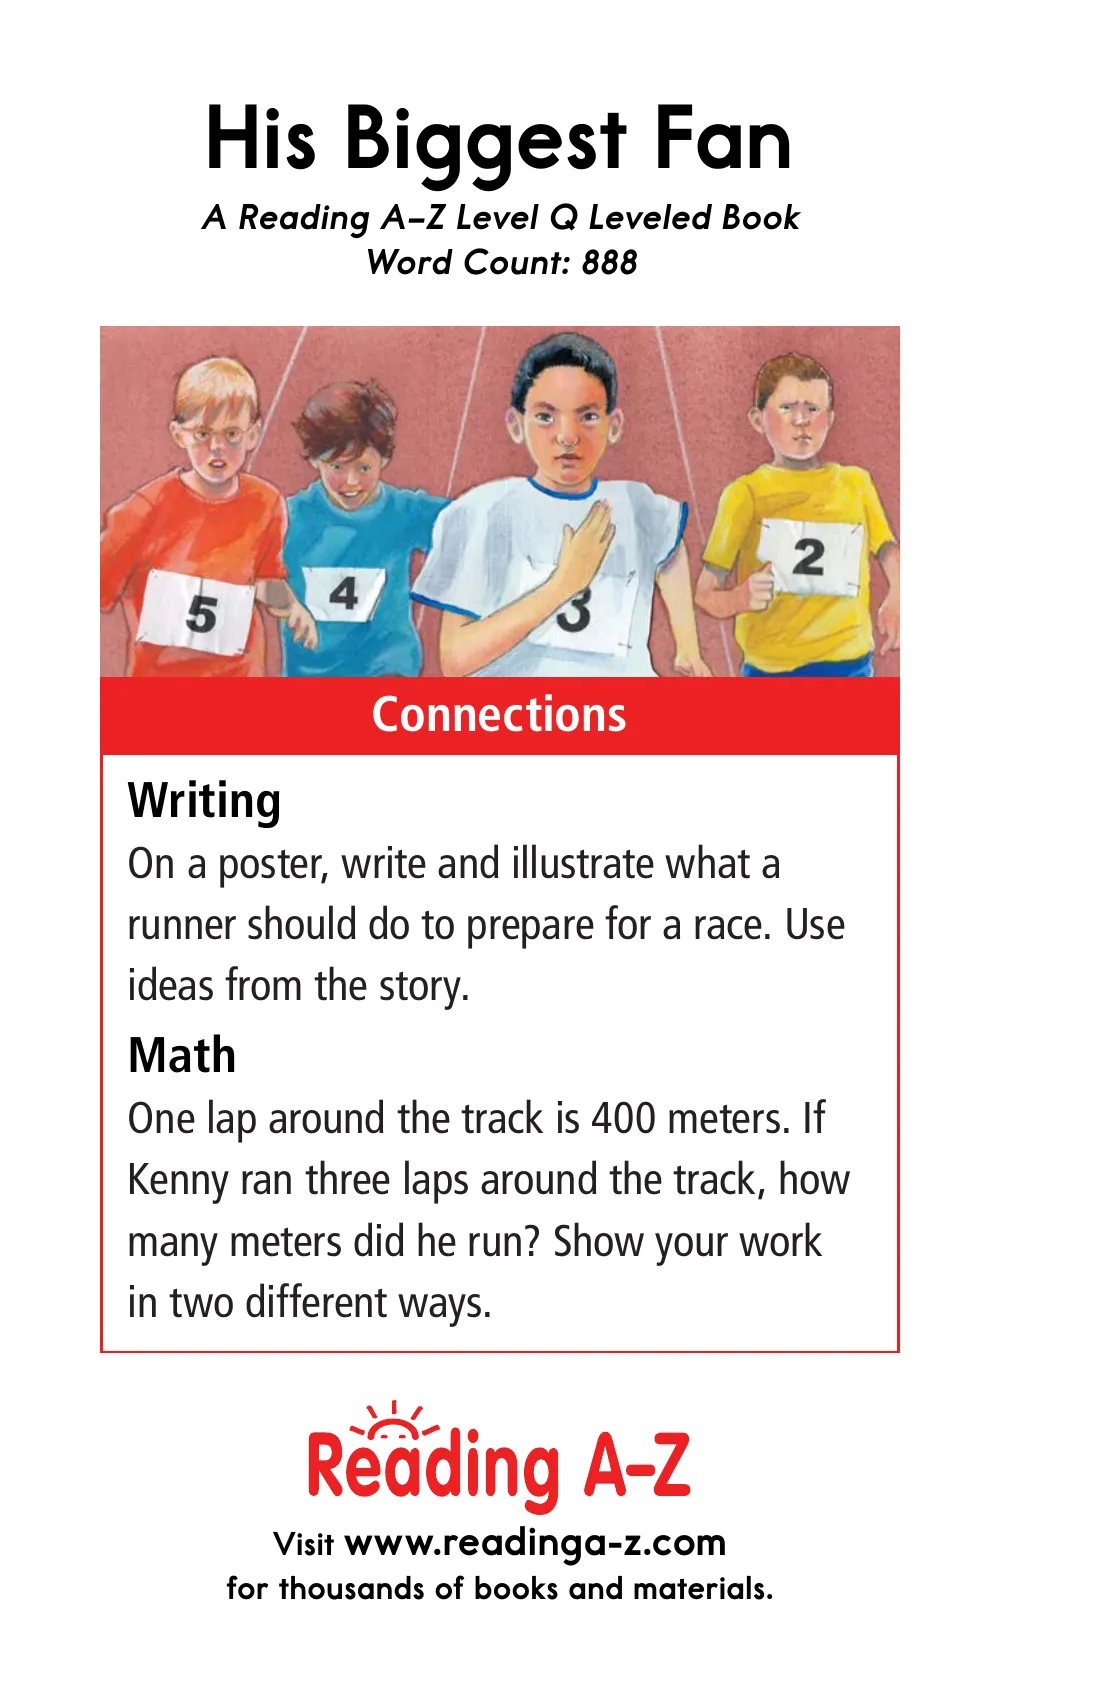 His Biggest Fan
A Reading A–Z Level Q Leveled Book
Word Count: 888
5
4
3
2
Connections
Writing
On a poster, write and illustrate what a
runner should do to prepare for a race. Use
ideas from the story.
Math
One lap around the track is 400 meters. If
Kenny ran three laps around the track, how
many meters did he run? Show your work
in two different ways.
Reading A–Z
Visit www.readinga-z.com
for thousands of books and materials.